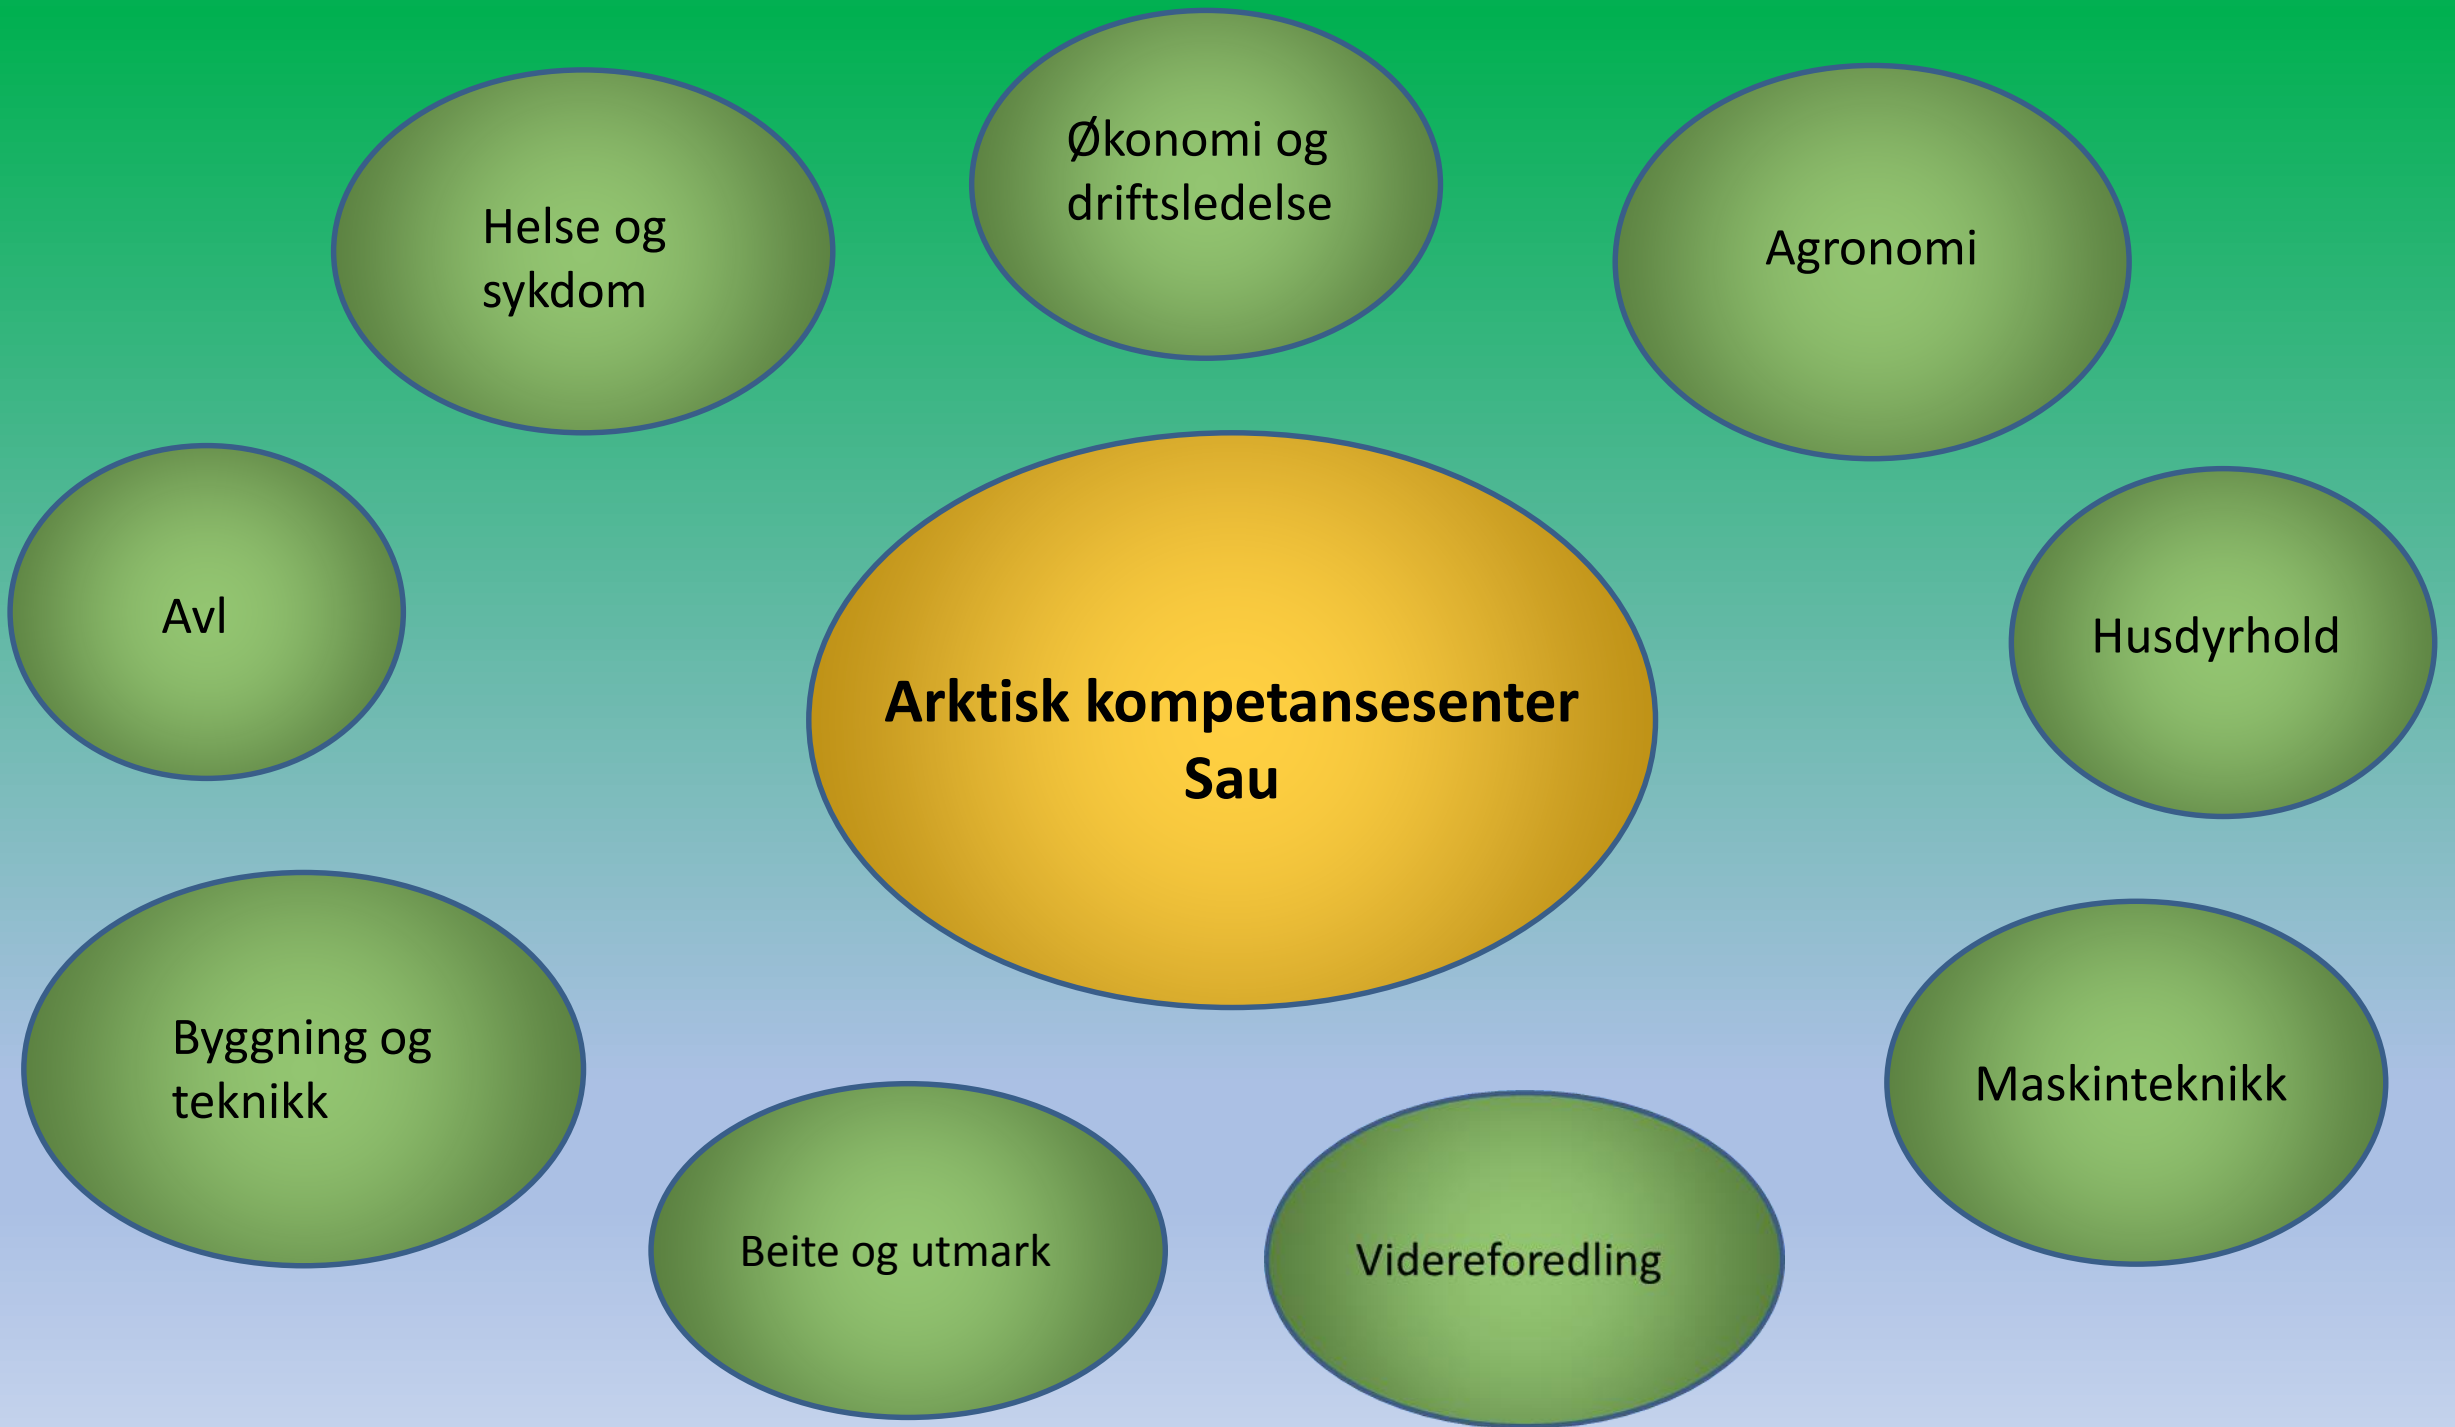 Økonomi og
driftsledelse
Helse og
sykdom
Agronomi
Avl
Husdyrhold
Arktisk kompetansesenter
Sau
Byggning og
teknikk
Maskinteknikk
Beite og utmark
Videreforedling